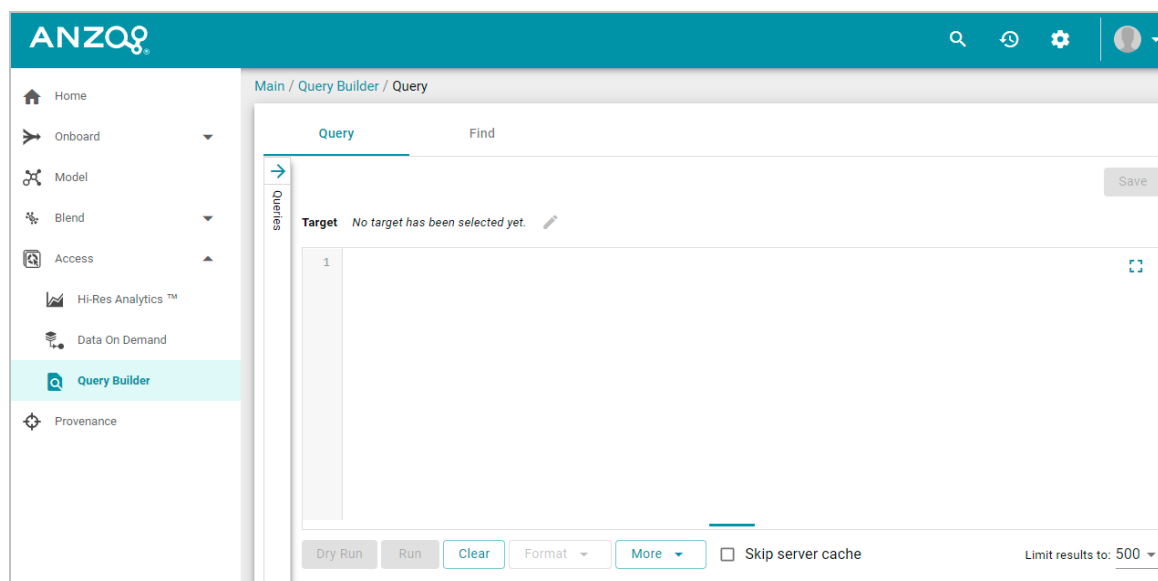 ANZO
Home
Onboard
Model
Blend
Access
Hi-Res Analytics ™
Data On Demand
Query Builder
Provenance
Main / Query Builder / Query
Query Find
Queries
Save
Target No target has been selected yet.
1
Dry Run Run Clear Format More Skip server cache Limit results to: 500